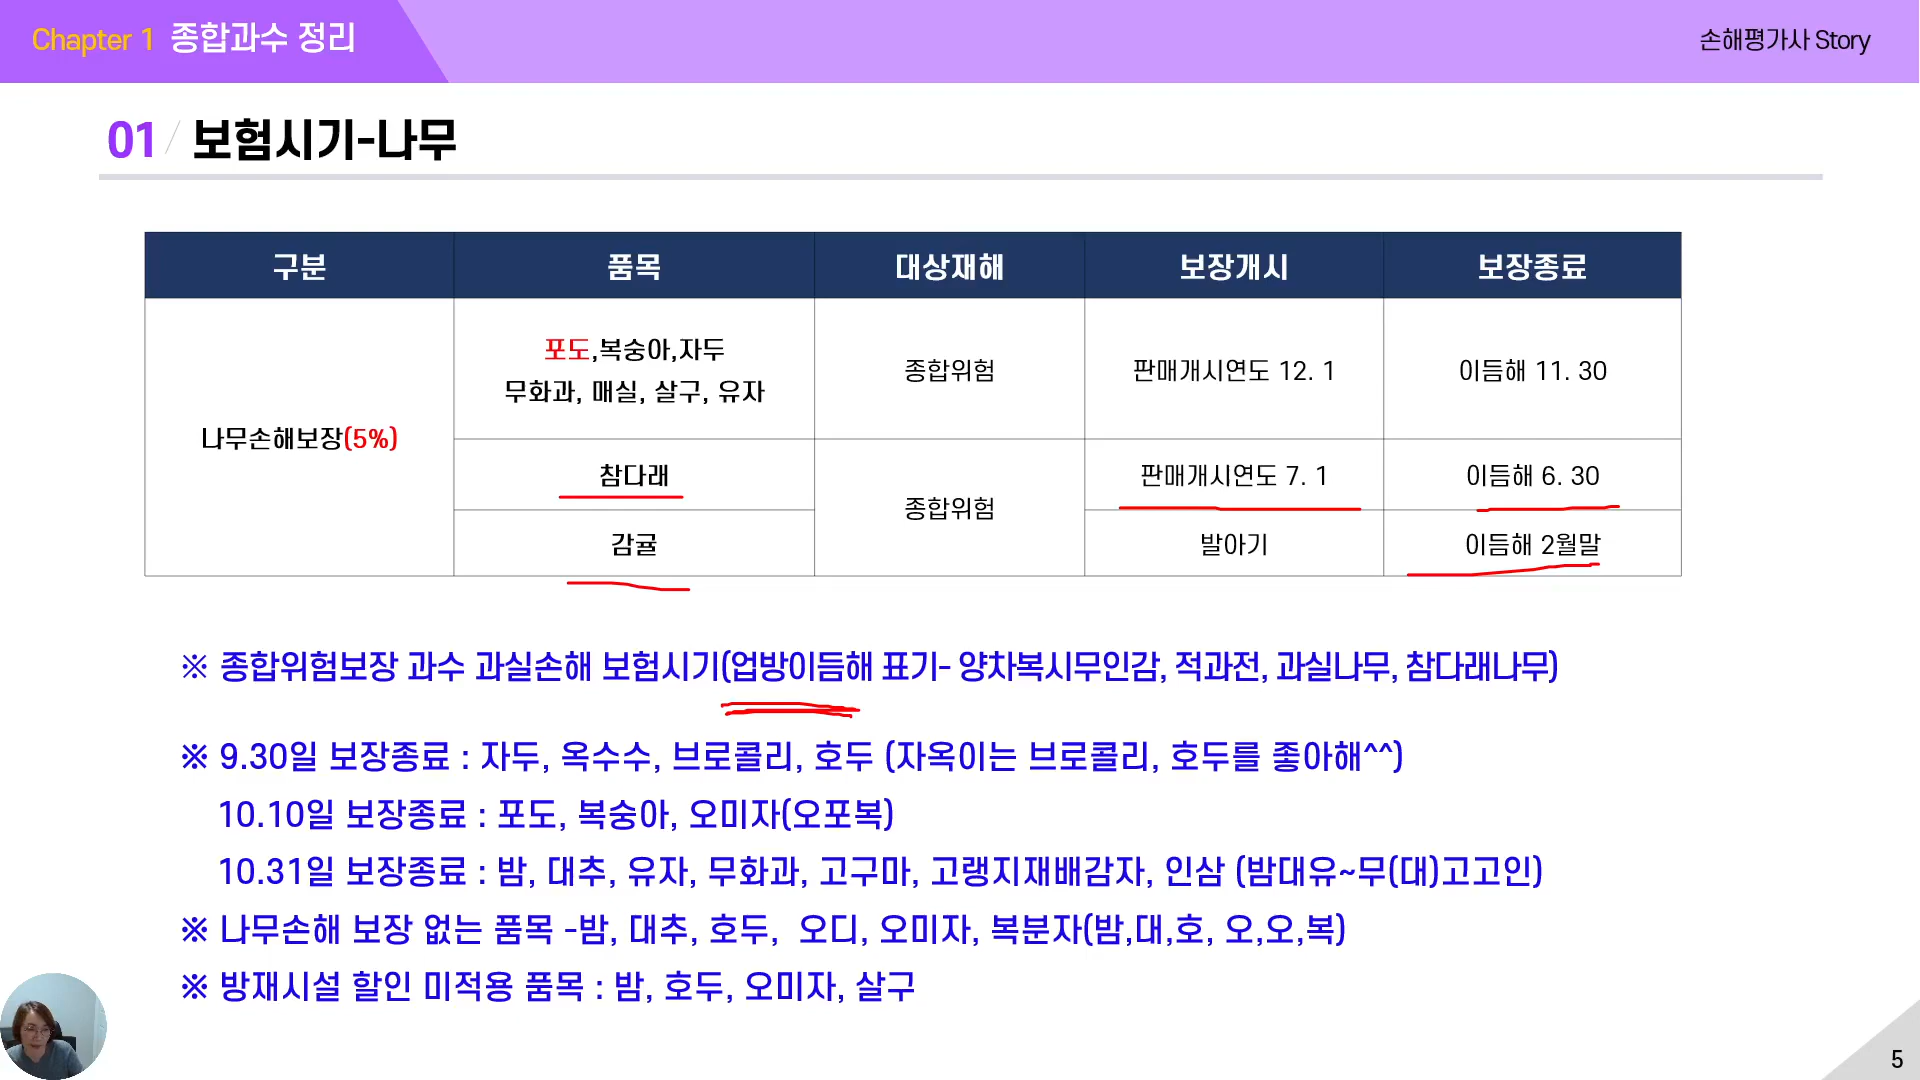 Chapter 1 종합과수 정리
손해평가사 Story
01 / 보험시기-나무
구분 품목 대상재해 보장개시 보장종료
나무손해보장(5%)
포도,복숭아,자두
무화과, 매실, 살구, 유자
종합위험
판매개시연도 12. 1
이듬해 11. 30
참다래
종합위험
판매개시연도 7. 1
이듬해 6. 30
감귤
발아기
이듬해 2월말
※ 종합위험보장 과수 과실손해 보험시기(업방이듬해 표기- 양차복시무인감, 적과전, 과실나무, 참다래나무)
※ 9.30일 보장종료 : 자두, 옥수수, 브로콜리, 호두 (자옥이는 브로콜리, 호두를 좋아해^^)
10.10일 보장종료 : 포도, 복숭아, 오미자(오포복)
10.31일 보장종료 : 밤, 대추, 유자, 무화과, 고구마, 고랭지재배감자, 인삼 (밤대유~무(대)고고인)
※ 나무손해 보장 없는 품목 -밤, 대추, 호두, 오디, 오미자, 복분자(밤,대,호, 오,오,복)
※ 방재시설 할인 미적용 품목 : 밤, 호두, 오미자, 살구
5